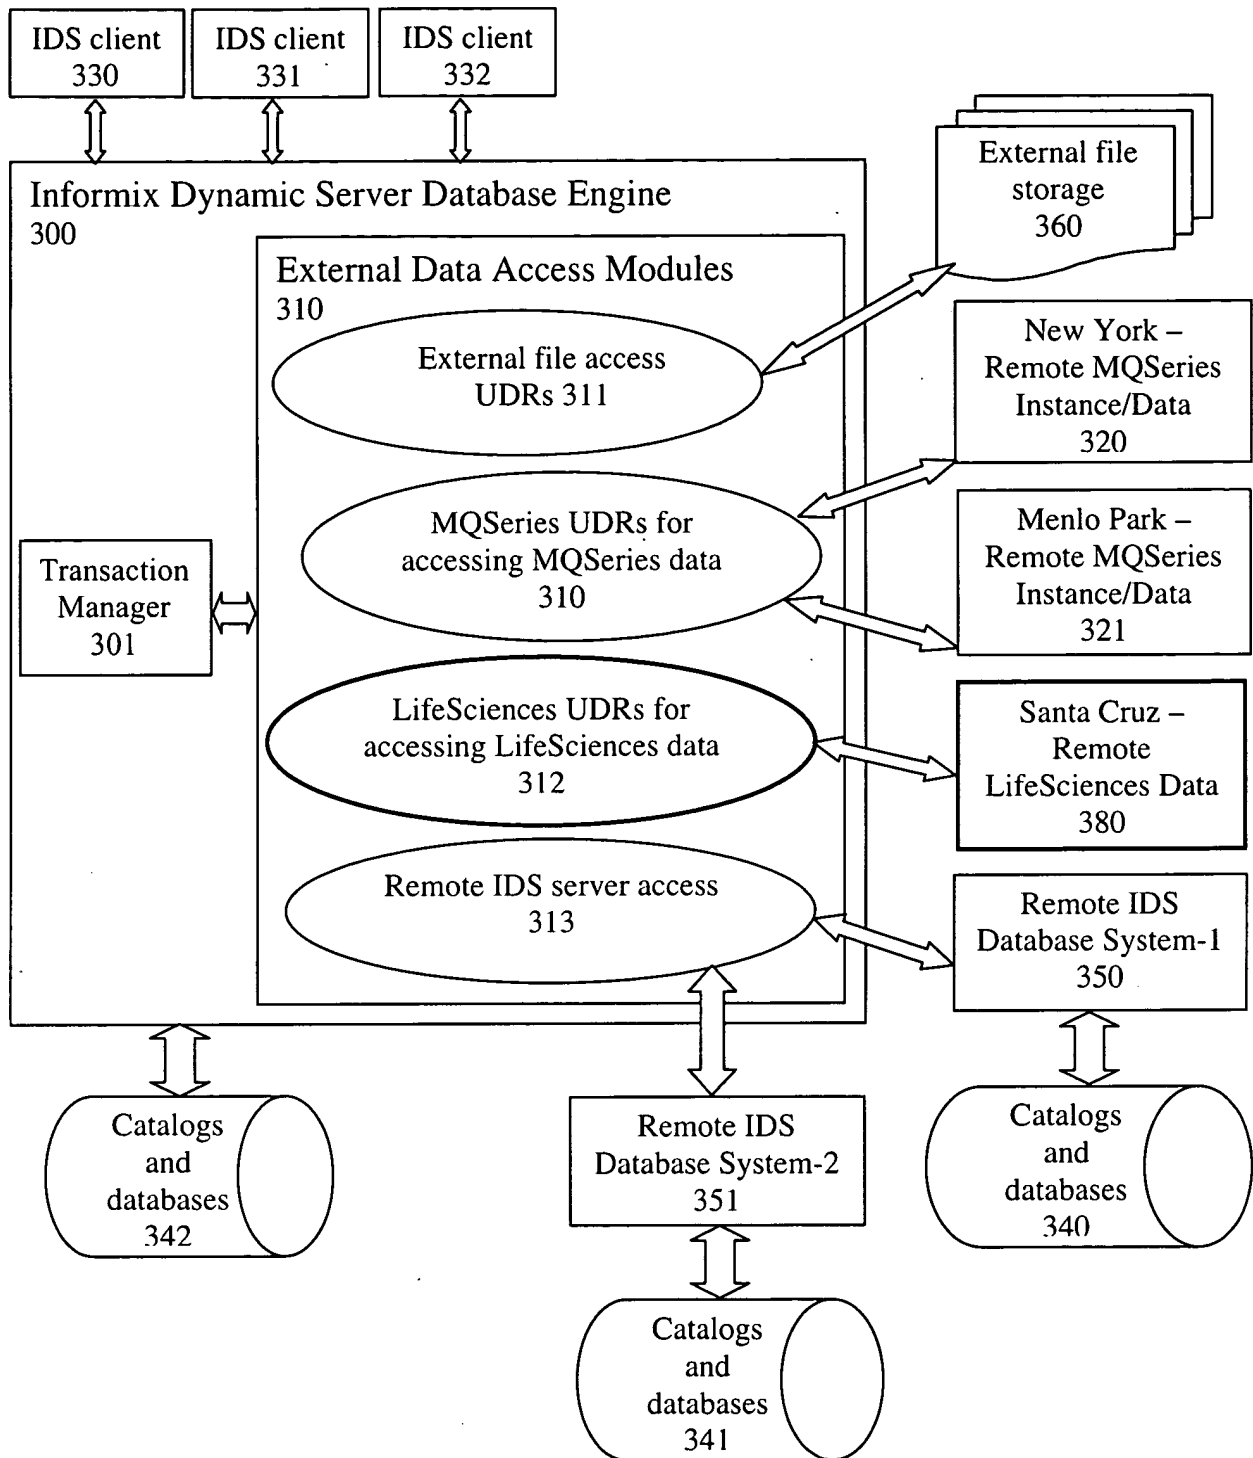 IDS client
330
IDS client
331
IDS client
332
Informix Dynamic Server Database Engine
300
External Data Access Modules
310
External file access
UDRs 311
MQSeries UDRs for
accessing MQSeries data
310
LifeSciences UDRs for
accessing LifeSciences data
312
Remote IDS server access
313
Transaction
Manager
301
External file
storage
360
New York –
Remote MQSeries
Instance/Data
320
Menlo Park –
Remote MQSeries
Instance/Data
321
Santa Cruz –
Remote
LifeSciences Data
380
Remote IDS
Database System-1
350
Catalogs
and
databases
342
Remote IDS
Database System-2
351
Catalogs
and
databases
340
Catalogs
and
databases
341